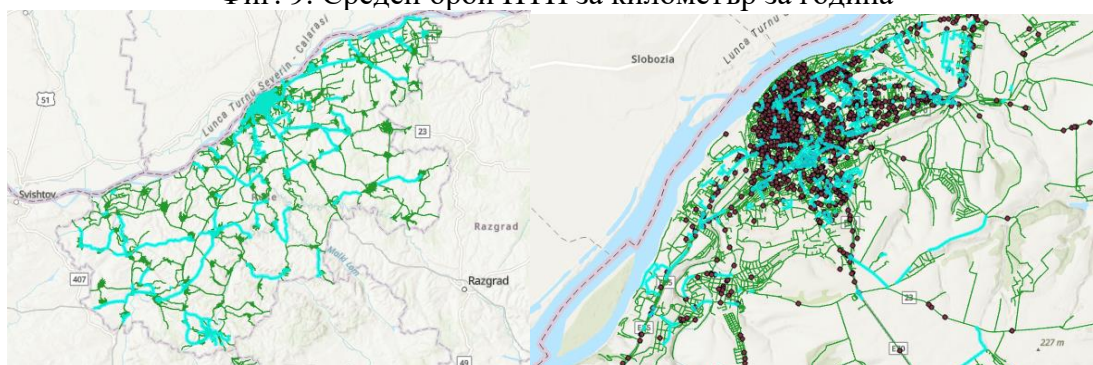 Фиг. 9. Среден брой ПТП за километър за година
Lunca Turnu Severin - Calarasi
51
23
Svishtov
Razgrad
407
Razgrad
49
Slobozia
Lunca Turnu S
23
227 m